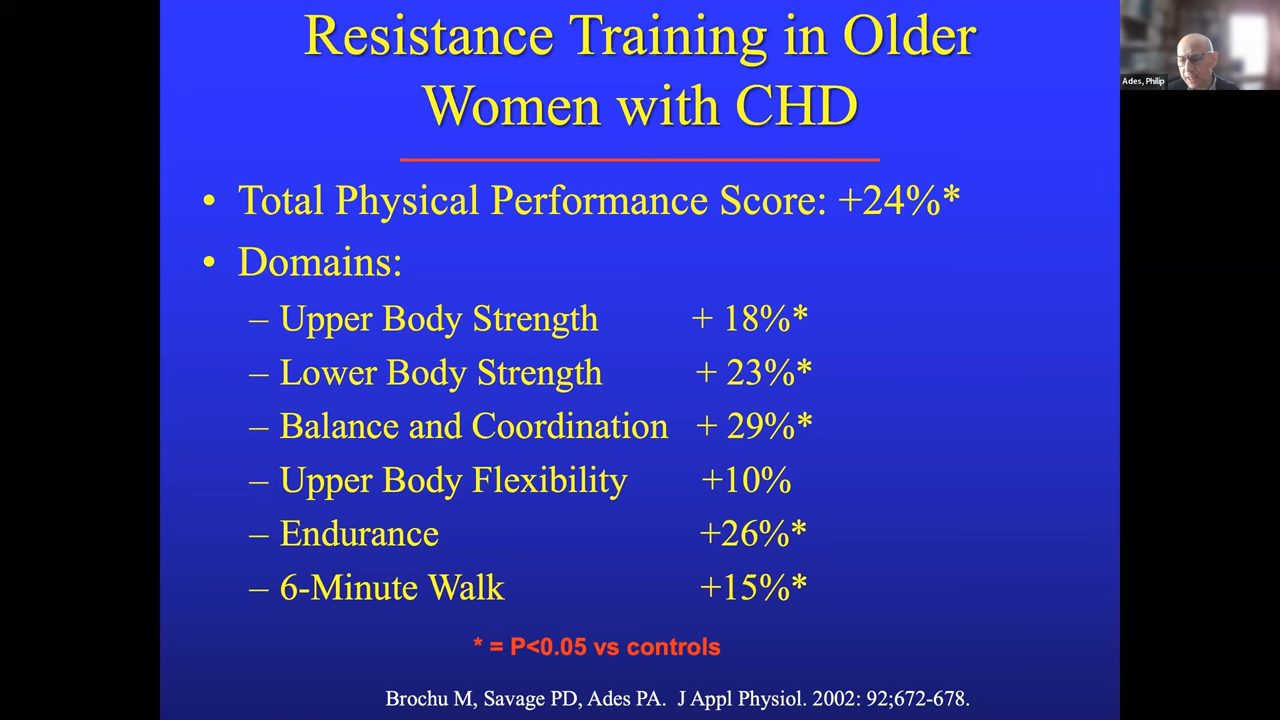 Resistance Training in Older
Women with CHD
• Total Physical Performance Score: +24%*
• Domains:
– Upper Body Strength + 18%*
– Lower Body Strength + 23%*
– Balance and Coordination + 29%*
– Upper Body Flexibility +10%
– Endurance +26%*
– 6-Minute Walk +15%*
* = P<0.05 vs controls
Brochu M, Savage PD, Ades PA. J Appl Physiol. 2002: 92;672-678.
Ades, Philip